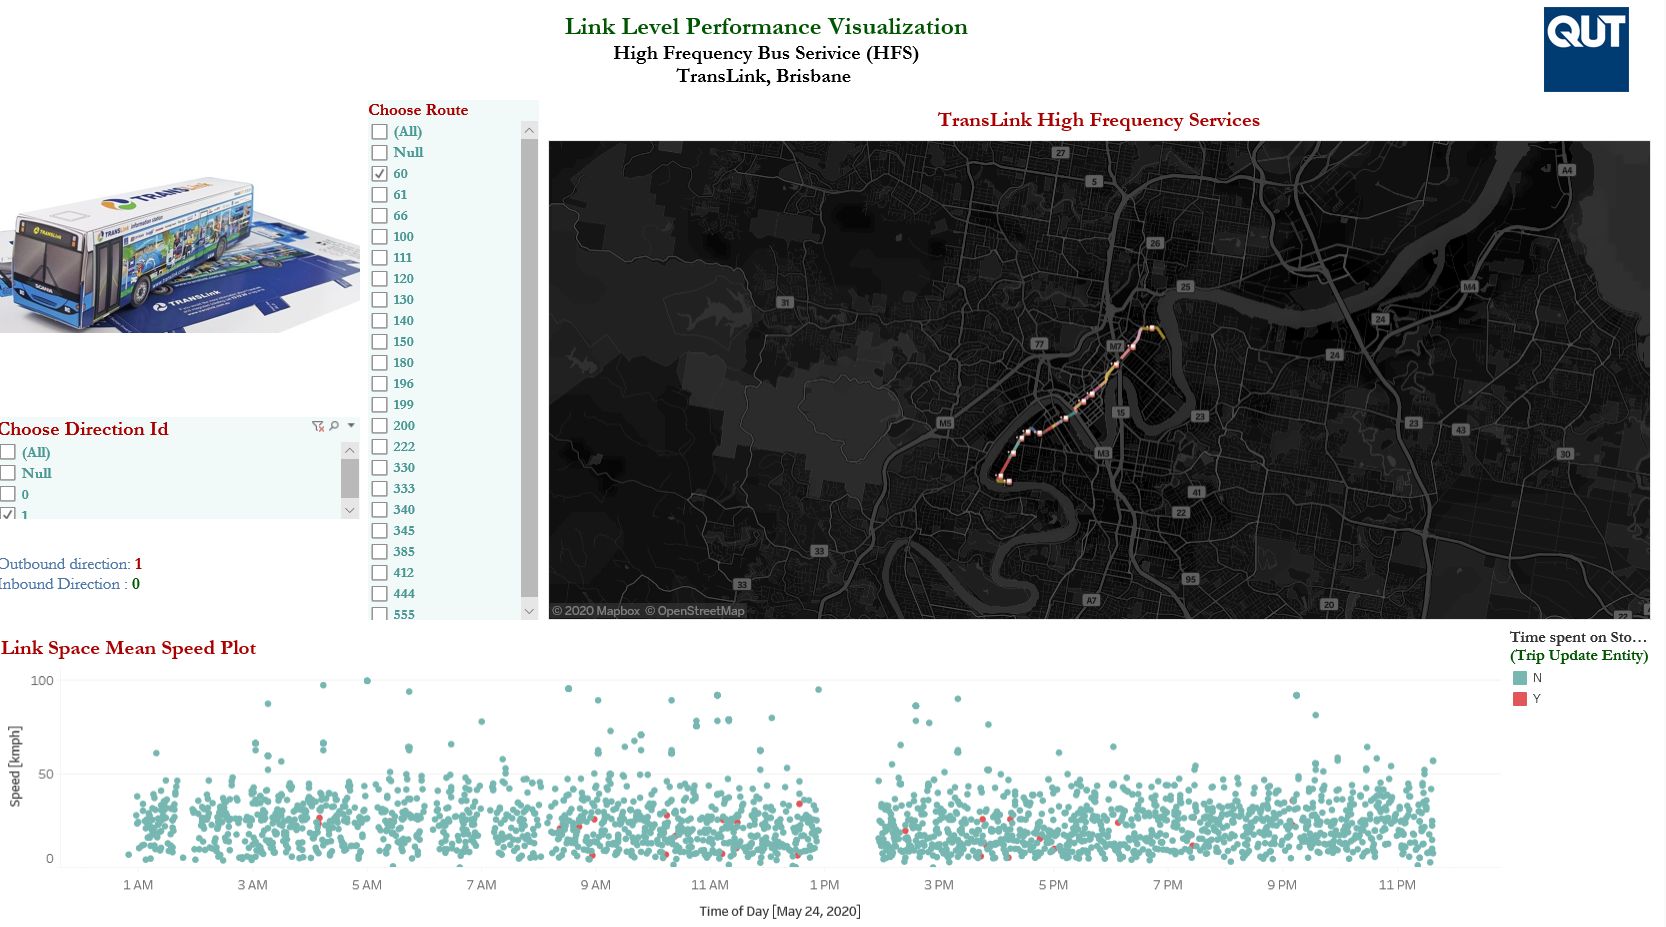 Link Level Performance Visualization
High Frequency Bus Serivice (HFS)
TransLink, Brisbane
QUT
TRANSLink
TRANSLink
TRANSLink
SCANIA
Choose Direction Id
(All)
Null
0
1
Outbound direction: 1
Inbound Direction : 0
Choose Route
(All)
Null
60
61
66
100
111
120
130
140
150
180
196
199
200
222
330
333
340
345
385
412
444
555
TransLink High Frequency Services
27
5
A4
26
25
M4
31
24
77
M7
24
15
23
M5
23
43
M3
30
41
22
33
33
95
A7
20
22
© 2020 Mapbox © OpenStreetMap
Link Space Mean Speed Plot
Time spent on Sto...
(Trip Update Entity)
N
Y
Speed [kmph]
100
50
0
1 AM 3 AM 5 AM 7 AM 9 AM 11 AM 1 PM 3 PM 5 PM 7 PM 9 PM 11 PM
Time of Day [May 24, 2020]